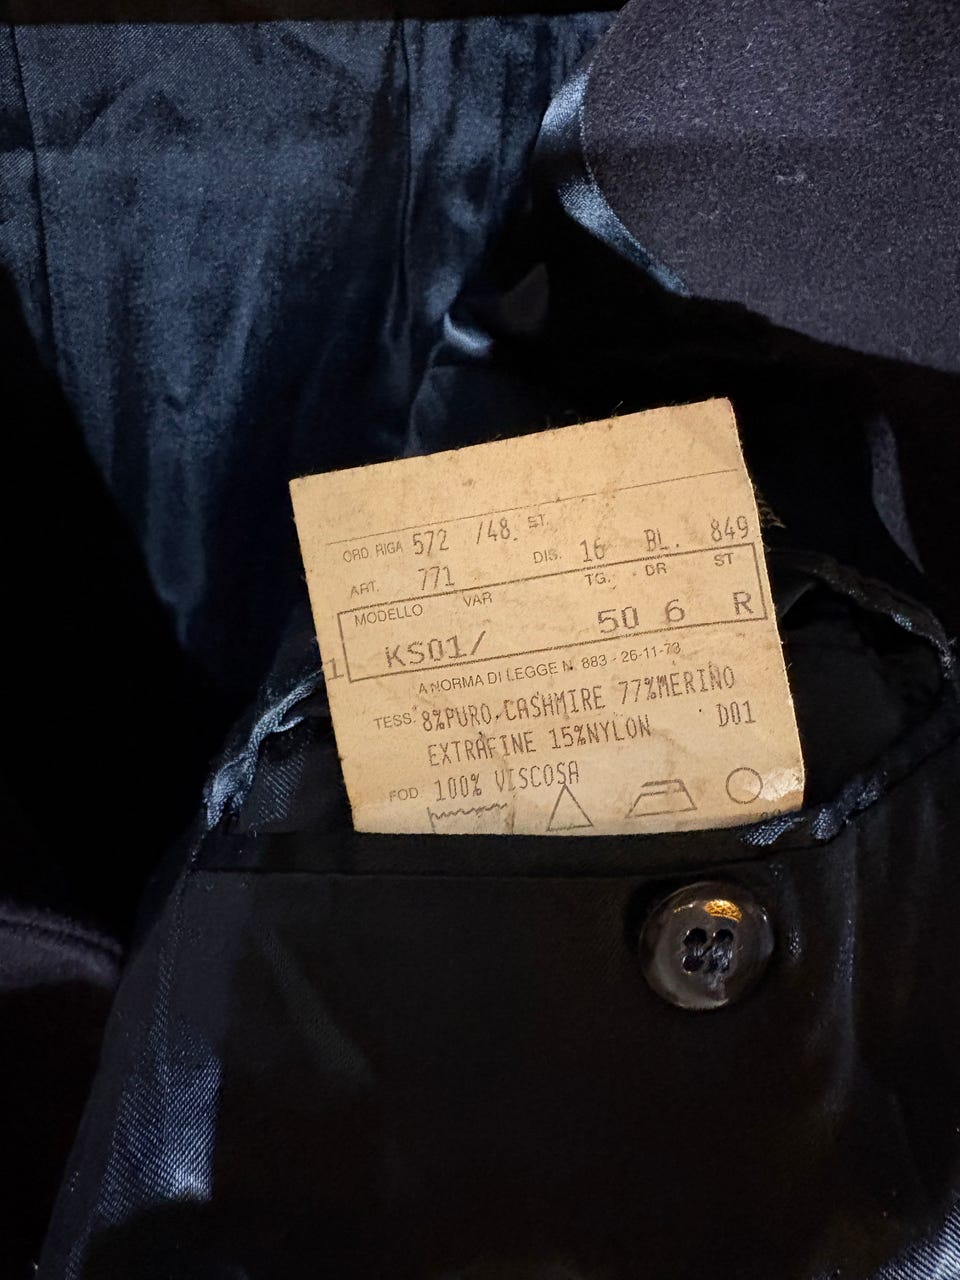 ORD. RIGA 572 /48. ST.
ART. 771 DIS. 16 BL. 849
MODELLO VAR TG. DR ST
1 KS01/ 50 6 R
A NORMA DI LEGGE N. 883 - 26-11-73
TESS. 8%PURO.CASHMIRE 77%MERINO
EXTRAFINE 15%NYLON D01
FOD. 100% VISCOSA